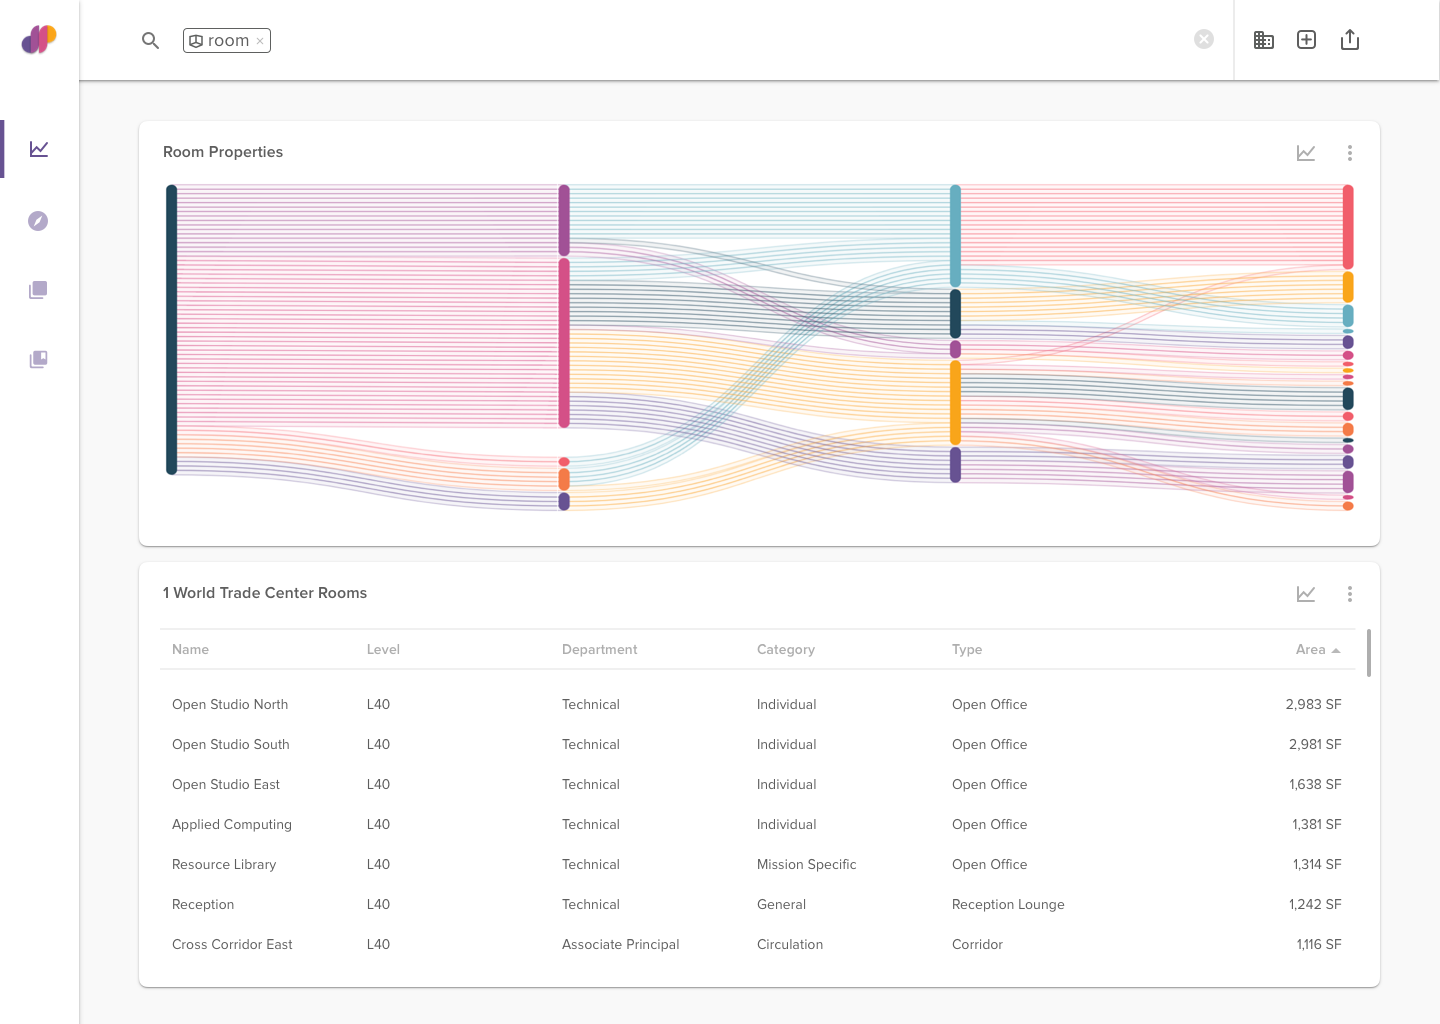 room ×
Room Properties
1 World Trade Center Rooms
Name Level Department Category Type Area
Open Studio North L40 Technical Individual Open Office 2,983 SF
Open Studio South L40 Technical Individual Open Office 2,981 SF
Open Studio East L40 Technical Individual Open Office 1,638 SF
Applied Computing L40 Technical Individual Open Office 1,381 SF
Resource Library L40 Technical Mission Specific Open Office 1,314 SF
Reception L40 Technical General Reception Lounge 1,242 SF
Cross Corridor East L40 Associate Principal Circulation Corridor 1,116 SF